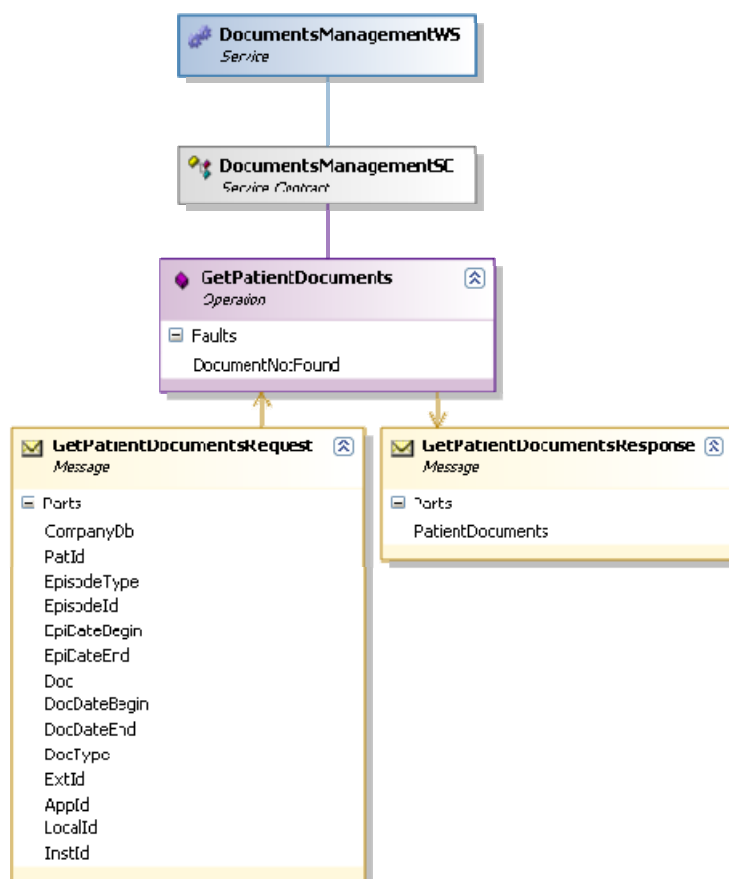 DocumentsManagementWS
Service
DocumentsManagementSC
Service Contract
GetPatientDocuments
Operation
Faults
DocumentNotFound
GetPatientDocumentsRequest
Message
Parts
CompanyDb
PatId
EpisodeType
EpisodeId
EpiDateBegin
EpiDateEnd
Doc
DocDateBegin
DocDateEnd
DocType
ExtId
AppId
LocalId
InstId
GetPatientDocumentsResponse
Message
Parts
PatientDocuments